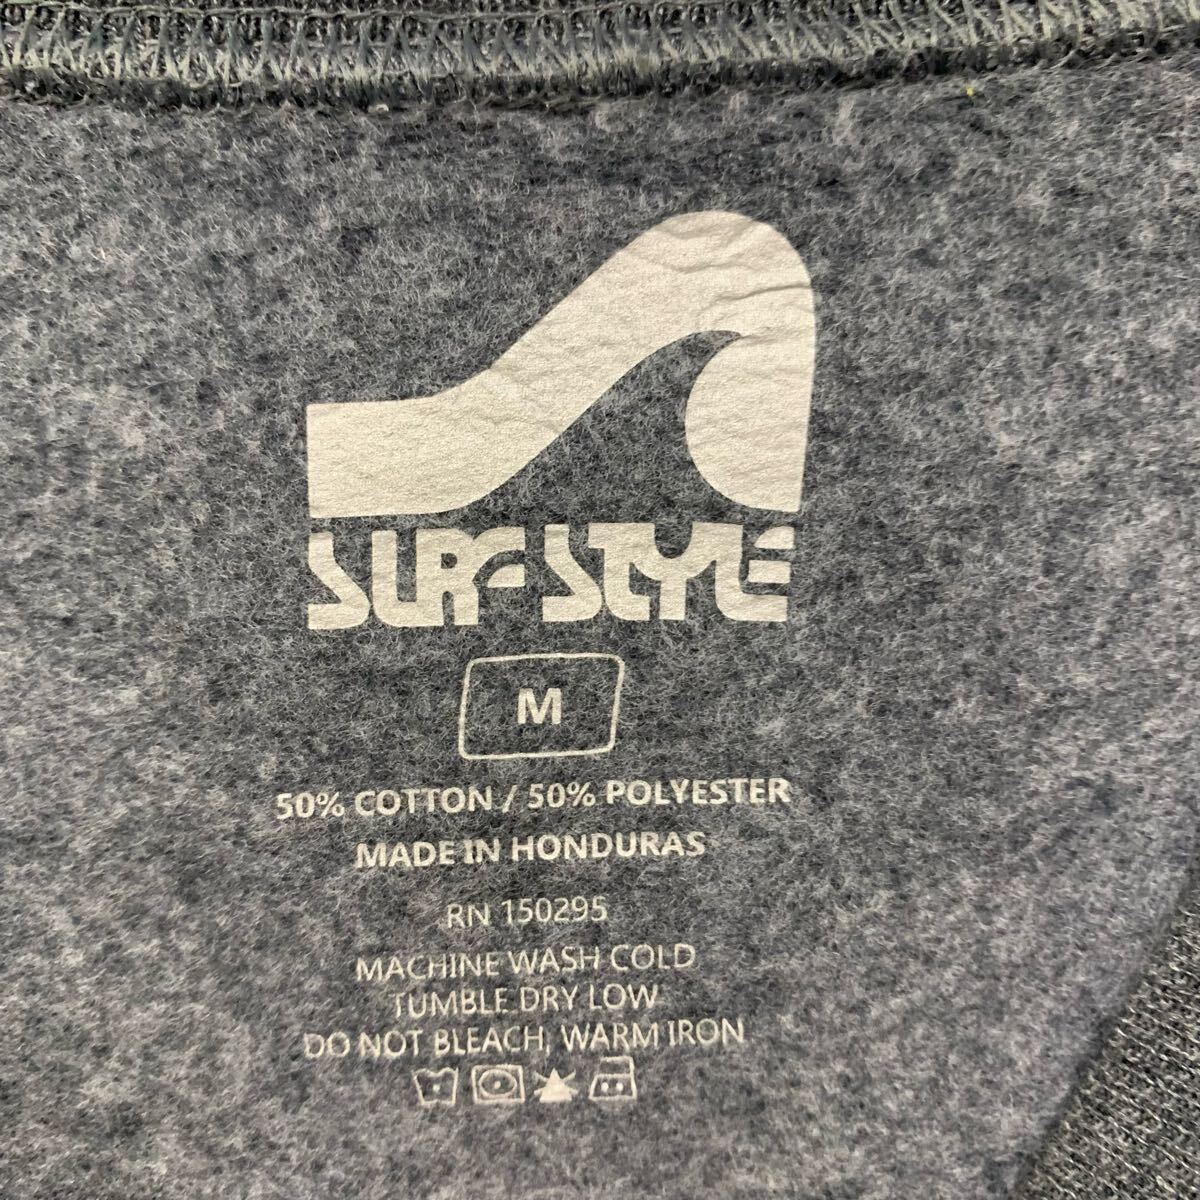 SURF STYLE
M
50% COTTON / 50% POLYESTER
MADE IN HONDURAS
RN 150295
MACHINE WASH COLD
TUMBLE DRY LOW
DO NOT BLEACH, WARM IRON